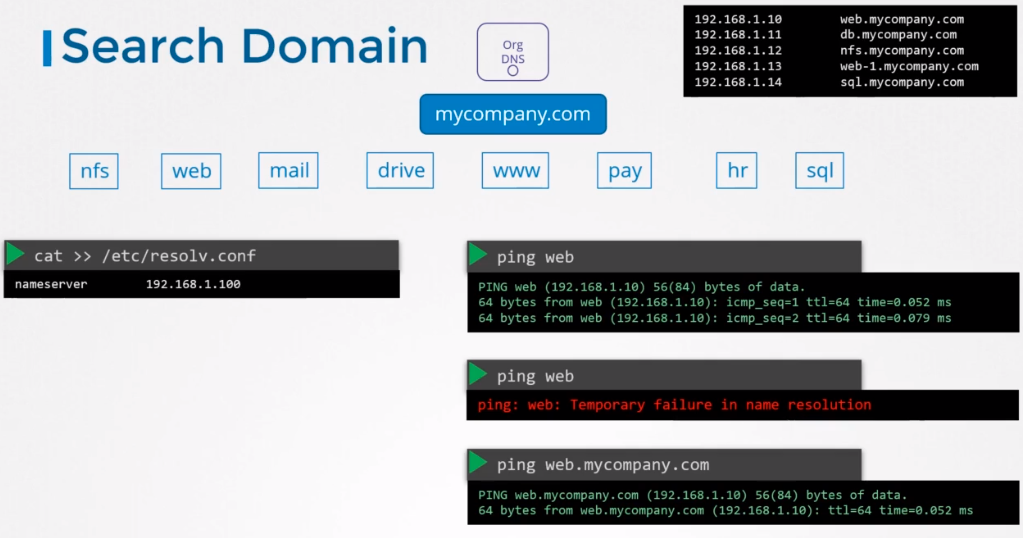 Search Domain
Org
DNS
192.168.1.10 web.mycompany.com
192.168.1.11 db.mycompany.com
192.168.1.12 nfs.mycompany.com
192.168.1.13 web-1.mycompany.com
192.168.1.14 sql.mycompany.com
mycompany.com
nfs web mail drive www pay hr sql
cat >> /etc/resolv.conf
nameserver 192.168.1.100
ping web
PING web (192.168.1.10) 56(84) bytes of data.
64 bytes from web (192.168.1.10): icmp_seq=1 ttl=64 time=0.052 ms
64 bytes from web (192.168.1.10): icmp_seq=2 ttl=64 time=0.079 ms
ping web
ping: web: Temporary failure in name resolution
ping web.mycompany.com
PING web.mycompany.com (192.168.1.10) 56(84) bytes of data.
64 bytes from web.mycompany.com (192.168.1.10): ttl=64 time=0.052 ms